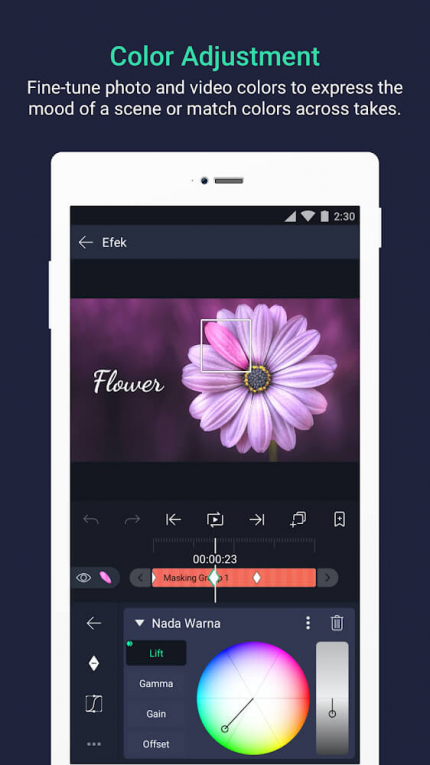 Color Adjustment
Fine-tune photo and video colors to express the
mood of a scene or match colors across takes.
2:30
Efek
Flower
00:00:23
Masking Gr p 1
Nada Warna
Lift
Gamma
Gain
Offset